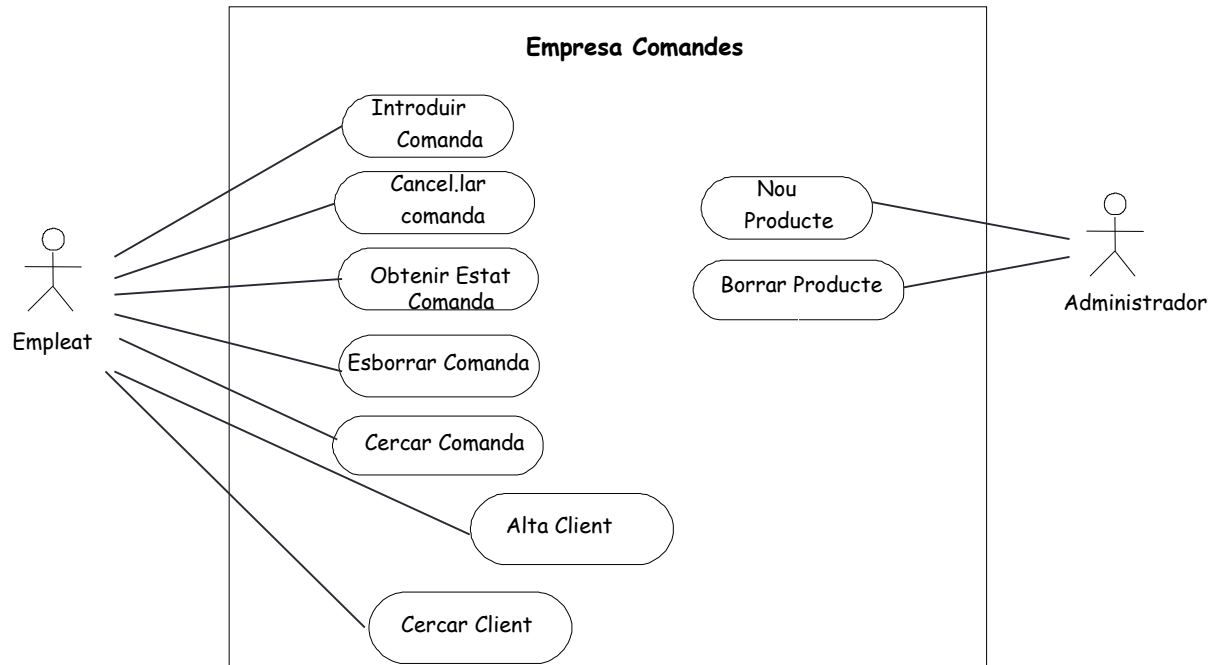 Empresa Comandes
Introduir
Comanda
Cancel.lar
comanda
Nou
Producte
Obtenir Estat
Comanda
Borrar Producte
Empleat
Administrador
Esborrar Comanda
Cercar Comanda
Alta Client
Cercar Client